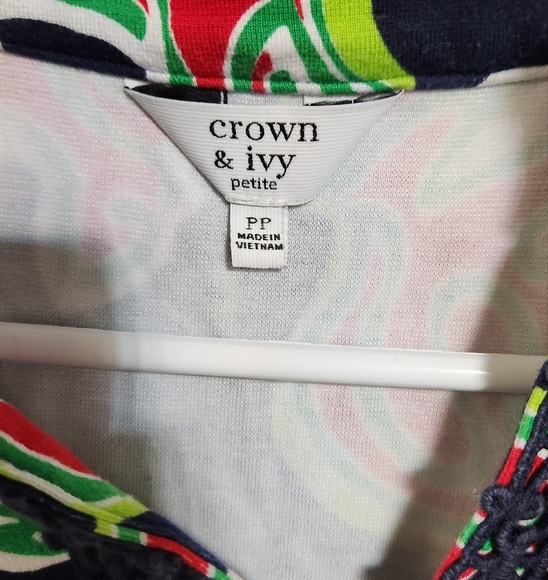 crown
& ivy
petite
PP
MADE IN
VIETNAM